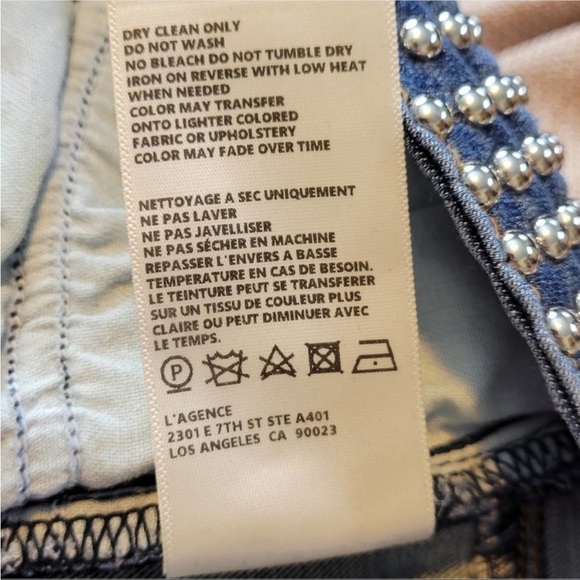 DRY CLEAN ONLY
DO NOT WASH
NO BLEACH DO NOT TUMBLE DRY
IRON ON REVERSE WITH LOW HEAT
WHEN NEEDED
COLOR MAY TRANSFER
ONTO LIGHTER COLORED
FABRIC OR UPHOLSTERY
COLOR MAY FADE OVER TIME
NETTOYAGE A SEC UNIQUEMENT
NE PAS LAVER
NE PAS JAVELLISER
NE PAS SÉCHER EN MACHINE
REPASSER L'ENVERS A BASSE
TEMPERATURE EN CAS DE BESOIN.
LE TEINTURE PEUT SE TRANSFERER
SUR UN TISSU DE COULEUR PLUS
CLAIRE OU PEUT DIMINUER AVEC
LE TEMPS.
P
L'AGENCE
2301 E 7TH ST STE A401
LOS ANGELES CA 90023